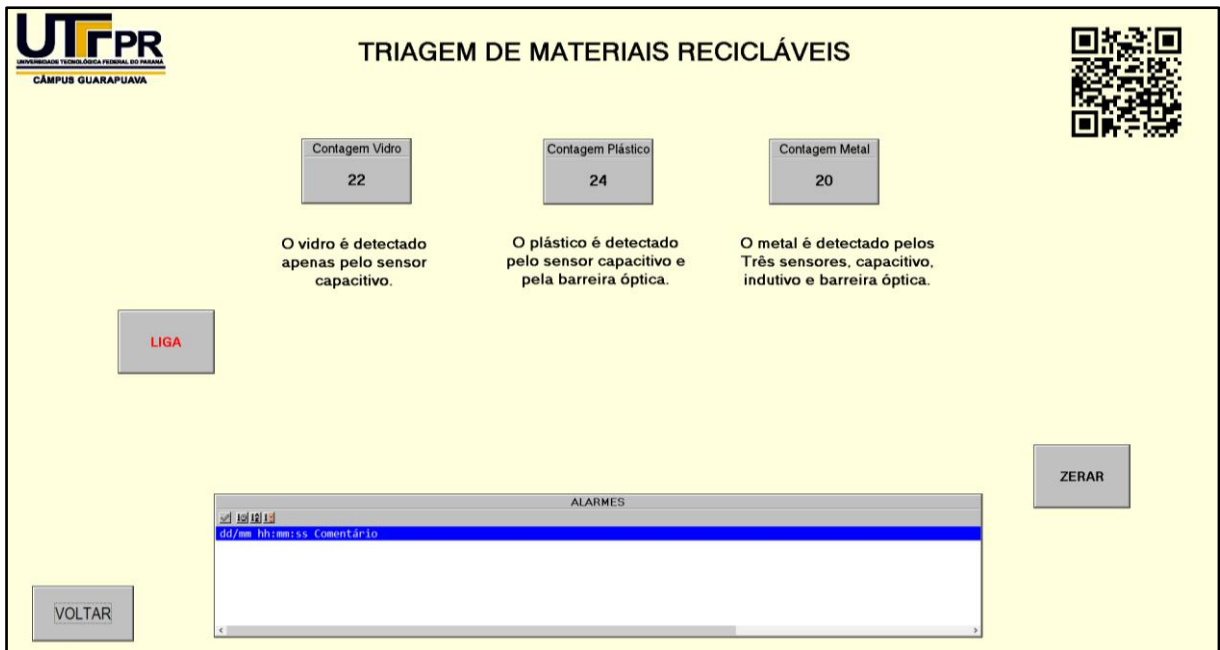 UTFPR
UNIVERSIDADE TECNOLÓGICA FEDERAL DO PARANÁ
CÂMPUS GUARAPUAVA
TRIAGEM DE MATERIAIS RECICLÁVEIS
Contagem Vidro
22
Contagem Plástico
24
Contagem Metal
20
O vidro é detectado
apenas pelo sensor
capacitivo.
O plástico é detectado
pelo sensor capacitivo e
pela barreira óptica.
O metal é detectado pelos
Três sensores, capacitivo,
indutivo e barreira óptica.
LIGA
ZERAR
ALARMES
dd/mm hh:mm:ss Comentário
VOLTAR